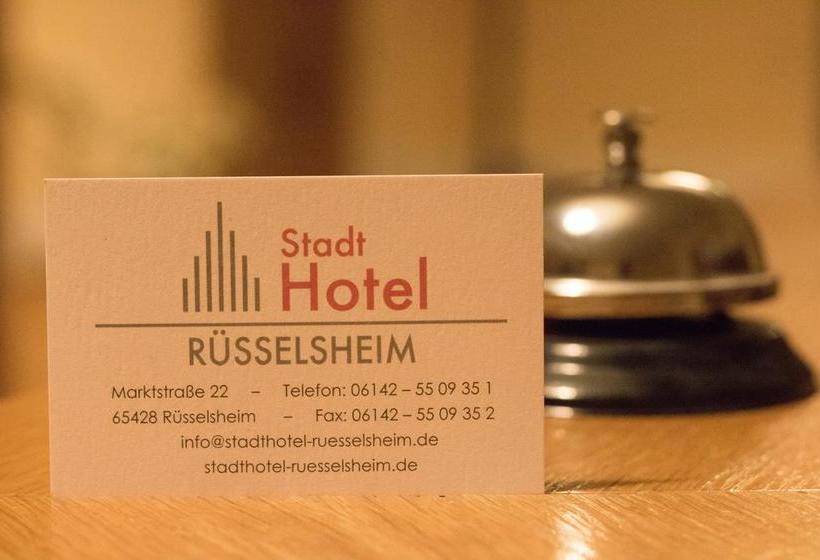 Stadt
Hotel
RÜSSELSHEIM
Marktstraße 22 – Telefon: 06142 – 55 09 35 1
65428 Rüsselsheim – Fax: 06142 – 55 09 35 2
info@stadthotel-ruesselsheim.de
stadthotel-ruesselsheim.de